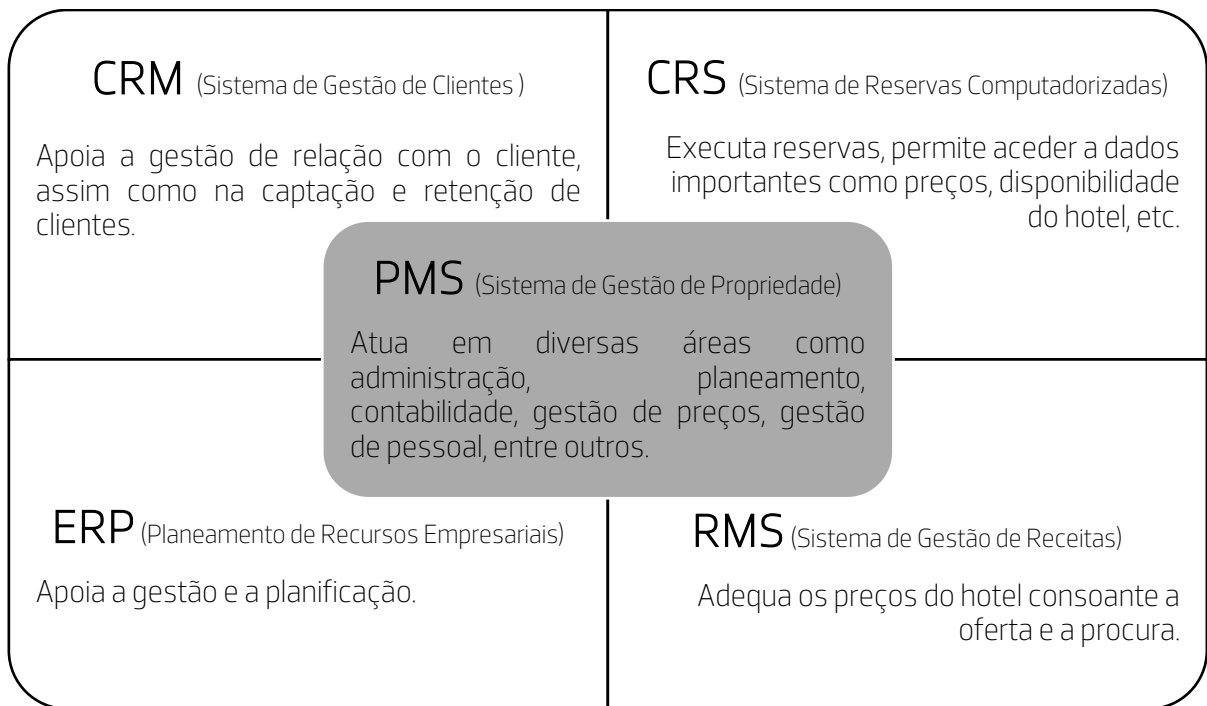 CRM (Sistema de Gestão de Clientes )
Apoia a gestão de relação com o cliente,
assim como na captação e retenção de
clientes.
CRS (Sistema de Reservas Computadorizadas)
Executa reservas, permite aceder a dados
importantes como preços, disponibilidade
do hotel, etc.
PMS (Sistema de Gestão de Propriedade)
Atua em diversas áreas como
administração, planeamento,
contabilidade, gestão de preços, gestão
de pessoal, entre outros.
ERP (Planeamento de Recursos Empresariais)
Apoia a gestão e a planificação.
RMS (Sistema de Gestão de Receitas)
Adequa os preços do hotel consoante a
oferta e a procura.